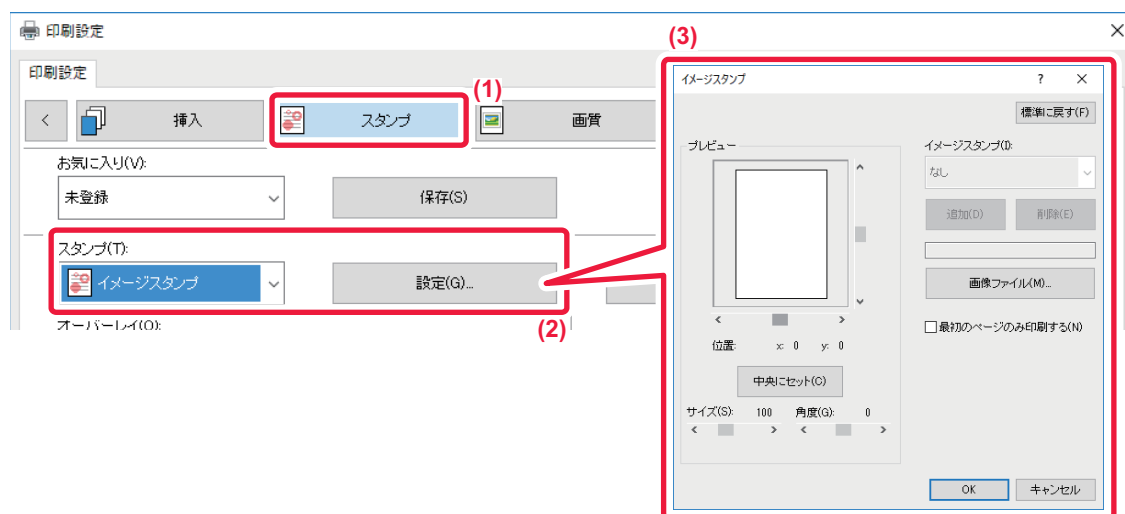 印刷設定
(3)
印刷設定
(1)
挿入
スタンプ
画質
お気に入り(V):
未登録
保存(S)
スタンプ(T):
イメージスタンプ
設定(G)...
(2)
オーバーレイ(O):
イメージスタンプ
?
標準に戻す(F)
プレビュー
イメージスタンプ(I):
なし
追加(D)
削除(E)
画像ファイル(M)...
最初のページのみ印刷する(N)
位置: x: 0 y: 0
中央にセット(C)
サイズ(S): 100 角度(G): 0
OK
キャンセル